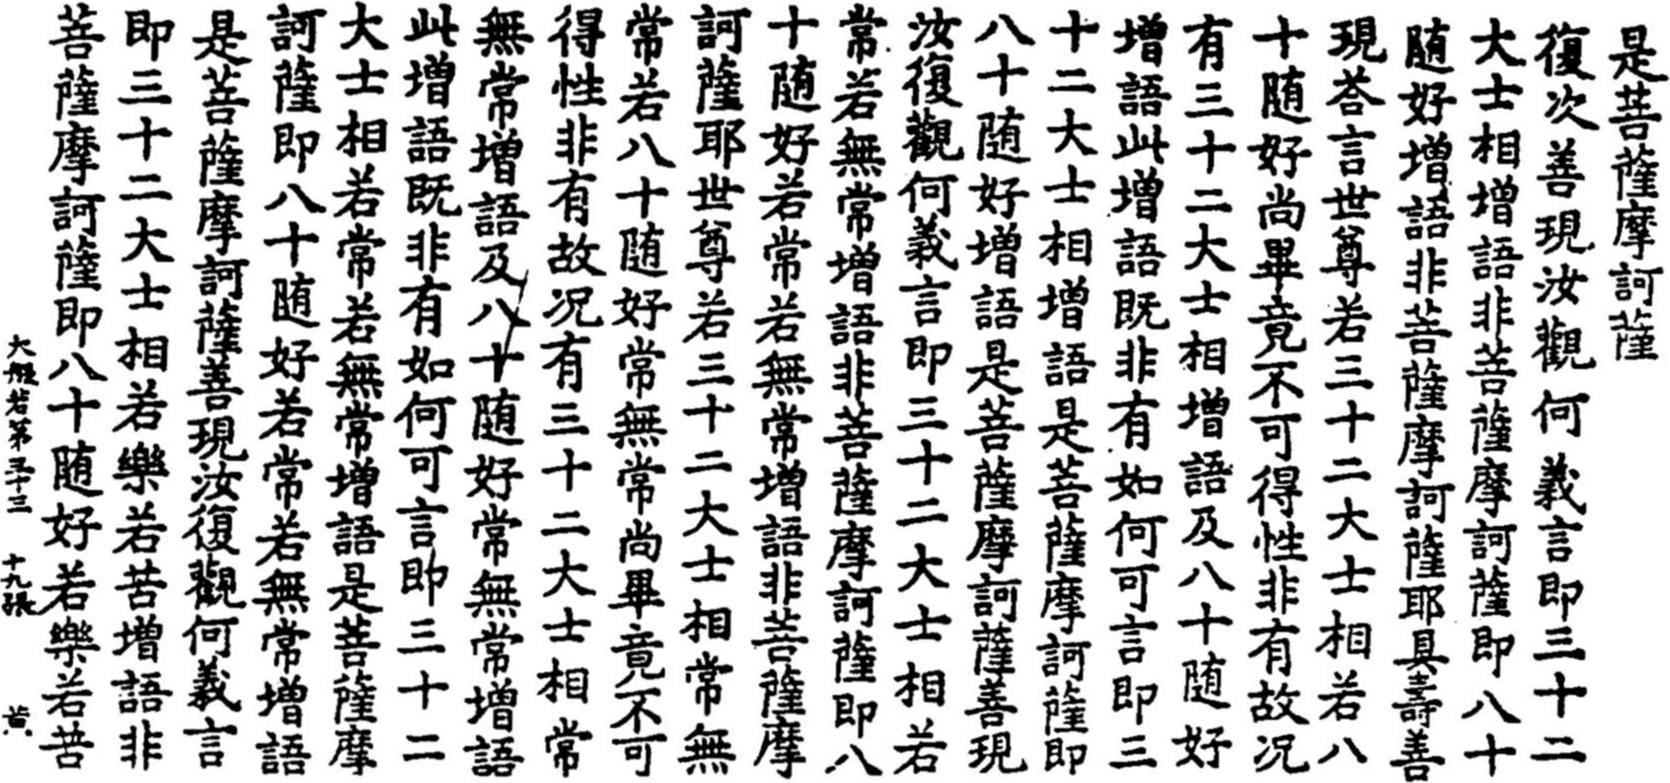 是菩薩摩訶薩
復次善現汝觀何義言即三十二
大士相增語非菩薩摩訶薩即八十
随好增語非菩薩摩訶薩耶具壽善
現荅言世尊若三十二大士相若八
十随好尚畢竟不可得性非有故况
有三十二大士相增語及八十随好
增語此增語既非有如何可言即三
十二大士相增語是菩薩摩訶薩即
八十随好增語是菩薩摩訶薩善現
汝復觀何義言即三十二大士相若
常若無常增語非菩薩摩訶薩即八
十随好若常若無常增語非菩薩摩
訶薩耶世尊若三十二大士相常無
常若八十随好常無常尚畢竟不可
得性非有故况有三十二大士相常
無常增語及八十随好常無常增語
此增語既非有如何可言即三十二
大士相若常若無常增語是菩薩摩
訶薩即八十随好若常若無常增語
是菩薩摩訶薩善現汝復觀何義言
即三十二大士相若樂若苦增語非
菩薩摩訶薩即八十随好若樂若苦
大般若第三十三 十九張 黄